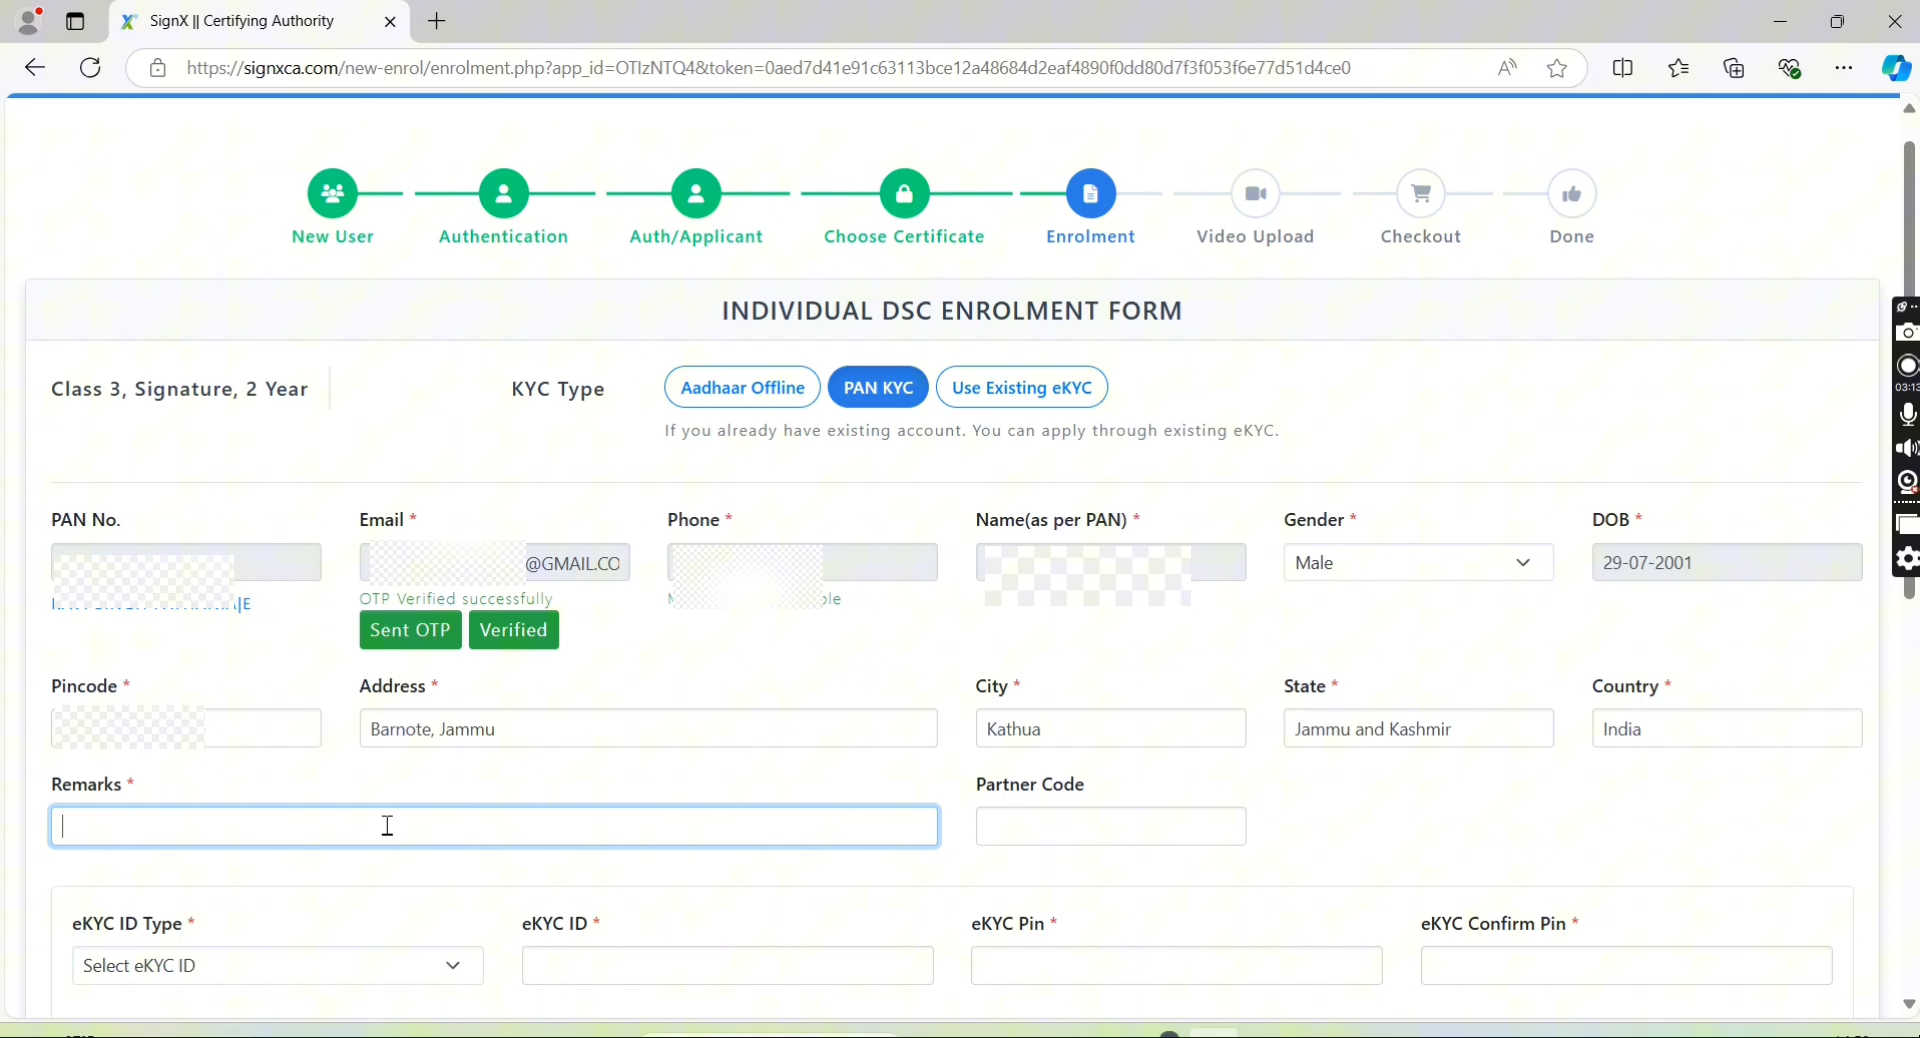 SignX || Certifying Authority
https://signxca.com/new-enrol/enrolment.php?app_id=OTIzNTQ4&token=0aed7d41e91c63113bce12a48684d2eaf4890f0dd80d7f3f053f6e77d51d4ce0
New User Authentication Auth/Applicant Choose Certificate Enrolment Video Upload Checkout Done
INDIVIDUAL DSC ENROLMENT FORM
Class 3, Signature, 2 Year KYC Type Aadhaar Offline PAN KYC Use Existing eKYC
If you already have existing account. You can apply through existing eKYC.
03:13
PAN No. Email * Phone * Name(as per PAN) * Gender * DOB *
@GMAIL.CO Male 29-07-2001
OTP Verified successfully
Sent OTP Verified
Pincode * Address * City * State * Country *
Barnote, Jammu Kathua Jammu and Kashmir India
Remarks * Partner Code
eKYC ID Type * eKYC ID * eKYC Pin * eKYC Confirm Pin *
Select eKYC ID